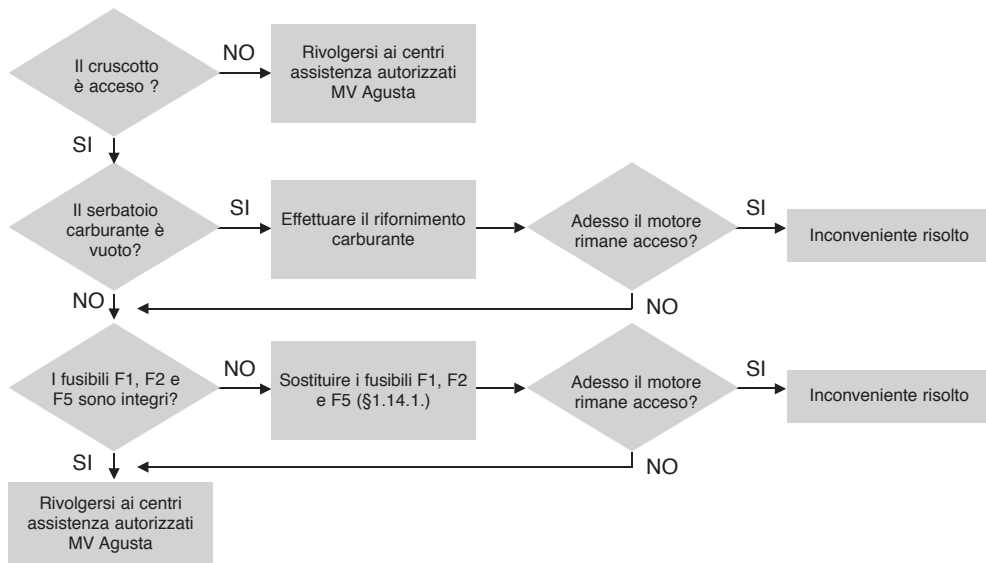 Il cruscotto
è acceso ?
NO
Rivolgersi ai centri
assistenza autorizzati
MV Agusta
SI
Il serbatoio
carburante è
vuoto?
SI
Effettuare il rifornimento
carburante
Adesso il motore
rimane acceso?
SI
Inconveniente risolto
NO
NO
I fusibili F1, F2 e
F5 sono integri?
NO
Sostituire i fusibili F1, F2
e F5 (§1.14.1.)
Adesso il motore
rimane acceso?
SI
Inconveniente risolto
SI
NO
Rivolgersi ai centri
assistenza autorizzati
MV Agusta